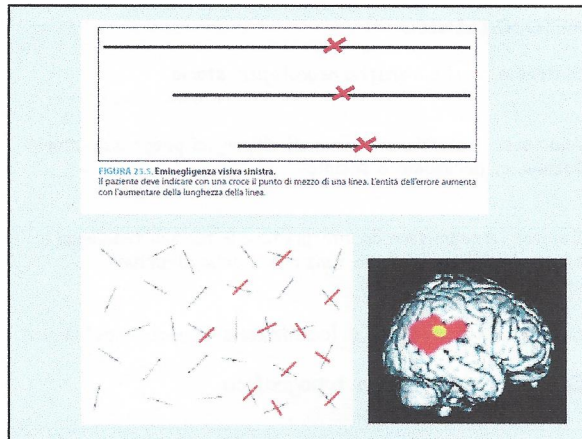 FIGURA 25.5. Eminegligenza visiva sinistra.
Il paziente deve indicare con una croce il punto di mezzo di una linea. L'entità dell'errore aumenta
con l'aumentare della lunghezza della linea.